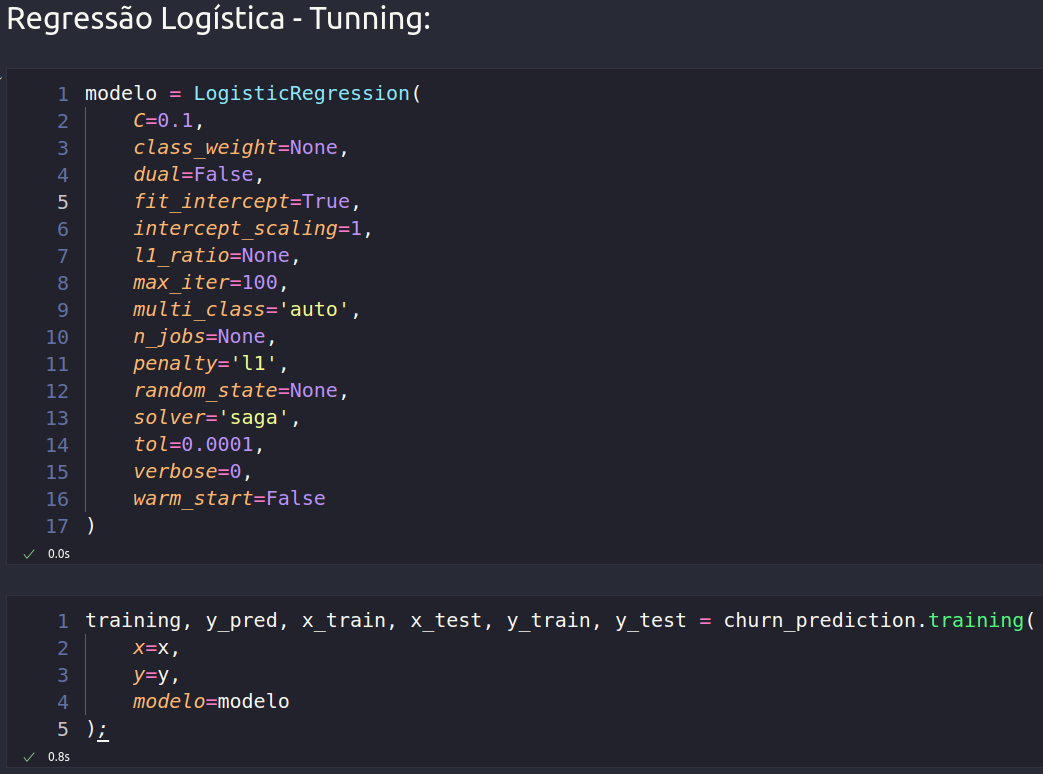 Regressão Logística - Tunning:
1 modelo = LogisticRegression(
2 C=0.1,
3 class_weight=None,
4 dual=False,
5 fit_intercept=True,
6 intercept_scaling=1,
7 l1_ratio=None,
8 max_iter=100,
9 multi_class='auto',
10 n_jobs=None,
11 penalty='l1',
12 random_state=None,
13 solver='saga',
14 tol=0.0001,
15 verbose=0,
16 warm_start=False
17 )
✓ 0.0s
1 training, y_pred, x_train, x_test, y_train, y_test = churn_prediction.training(
2 x=x,
3 y=y,
4 modelo=modelo
5 );
✓ 0.8s